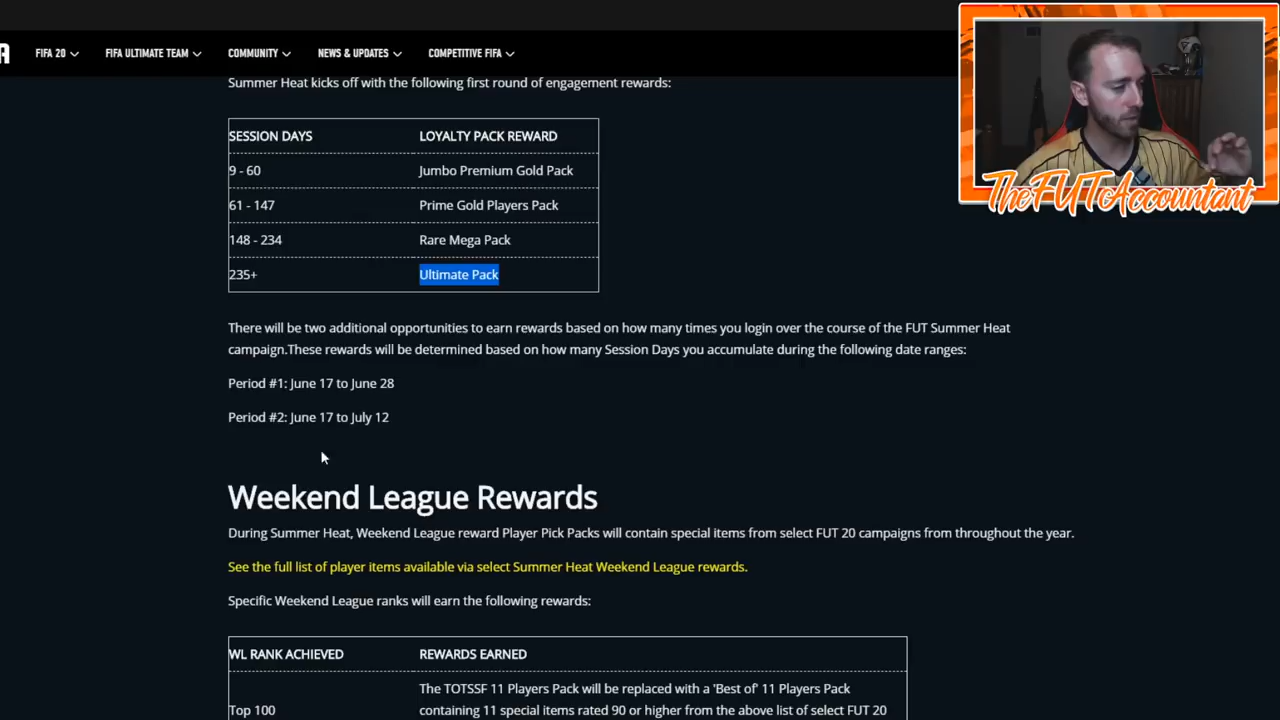 A
FIFA 20
FIFA ULTIMATE TEAM
COMMUNITY
NEWS & UPDATES
COMPETITIVE FIFA
Summer Heat kicks off with the following first round of engagement rewards:
SESSION DAYS LOYALTY PACK REWARD
9 - 60 Jumbo Premium Gold Pack
61 - 147 Prime Gold Players Pack
148 - 234 Rare Mega Pack
235+ Ultimate Pack
TheFUTAccountant
There will be two additional opportunities to earn rewards based on how many times you login over the course of the FUT Summer Heat
campaign.These rewards will be determined based on how many Session Days you accumulate during the following date ranges:
Period #1: June 17 to June 28
Period #2: June 17 to July 12
Weekend League Rewards
During Summer Heat, Weekend League reward Player Pick Packs will contain special items from select FUT 20 campaigns from throughout the year.
See the full list of player items available via select Summer Heat Weekend League rewards.
Specific Weekend League ranks will earn the following rewards:
WL RANK ACHIEVED REWARDS EARNED
The TOTSSF 11 Players Pack will be replaced with a 'Best of' 11 Players Pack
Top 100 containing 11 special items rated 90 or higher from the above list of select FUT 20